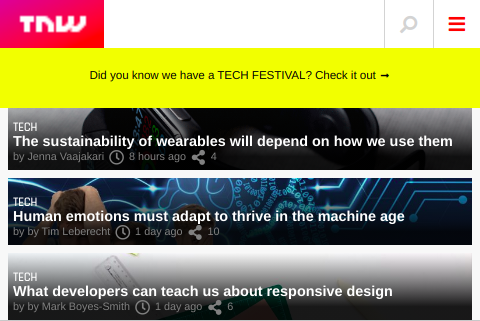 TNW
Did you know we have a TECH FESTIVAL? Check it out ➞
TECH
The sustainability of wearables will depend on how we use them
by Jenna Vaajakari 8 hours ago 4
TECH
Human emotions must adapt to thrive in the machine age
by by Tim Leberecht 1 day ago 10
TECH
What developers can teach us about responsive design
by by Mark Boyes-Smith 1 day ago 6